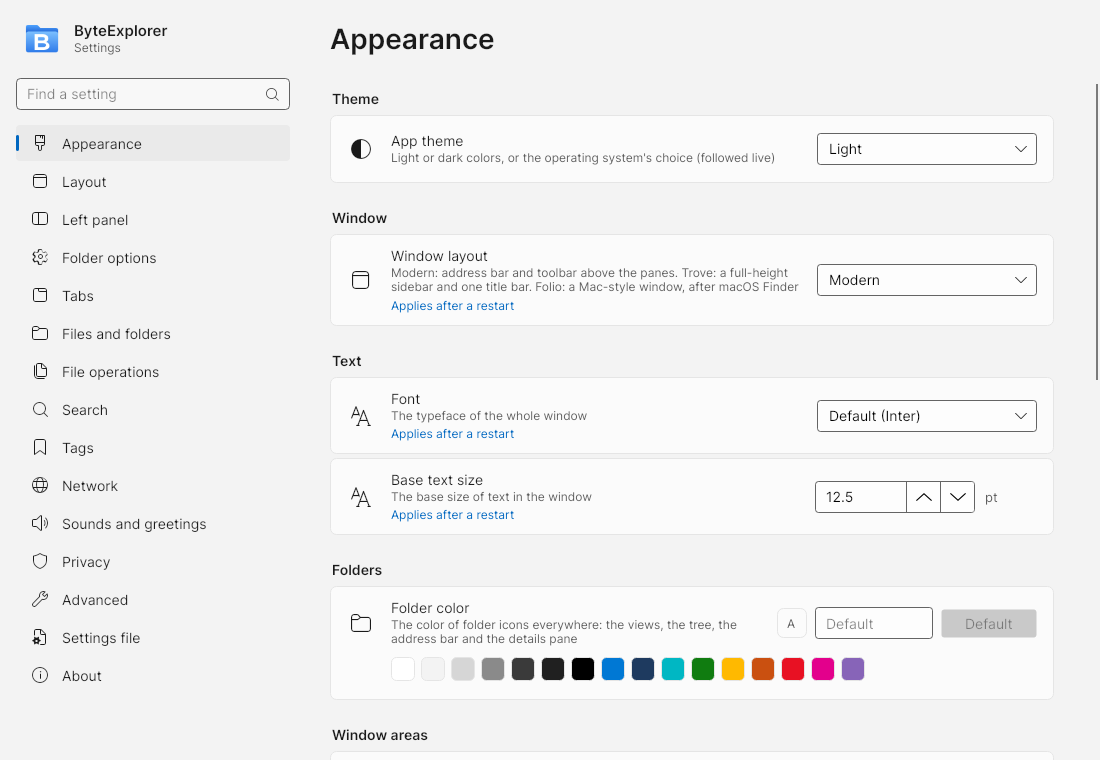 ByteExplorer
Settings
Find a setting
Appearance
Layout
Left panel
Folder options
Tabs
Files and folders
File operations
Search
Tags
Network
Sounds and greetings
Privacy
Advanced
Settings file
About
Appearance
Theme
App theme
Light or dark colors, or the operating system's choice (followed live)
Light
Window
Window layout
Modern: address bar and toolbar above the panes. Trove: a full-height
sidebar and one title bar. Folio: a Mac-style window, after macOS Finder
Applies after a restart
Modern
Text
Font
The typeface of the whole window
Applies after a restart
Default (Inter)
Base text size
The base size of text in the window
Applies after a restart
12.5
pt
Folders
Folder color
The color of folder icons everywhere: the views, the tree, the
address bar and the details pane
A
Default
Default
Window areas